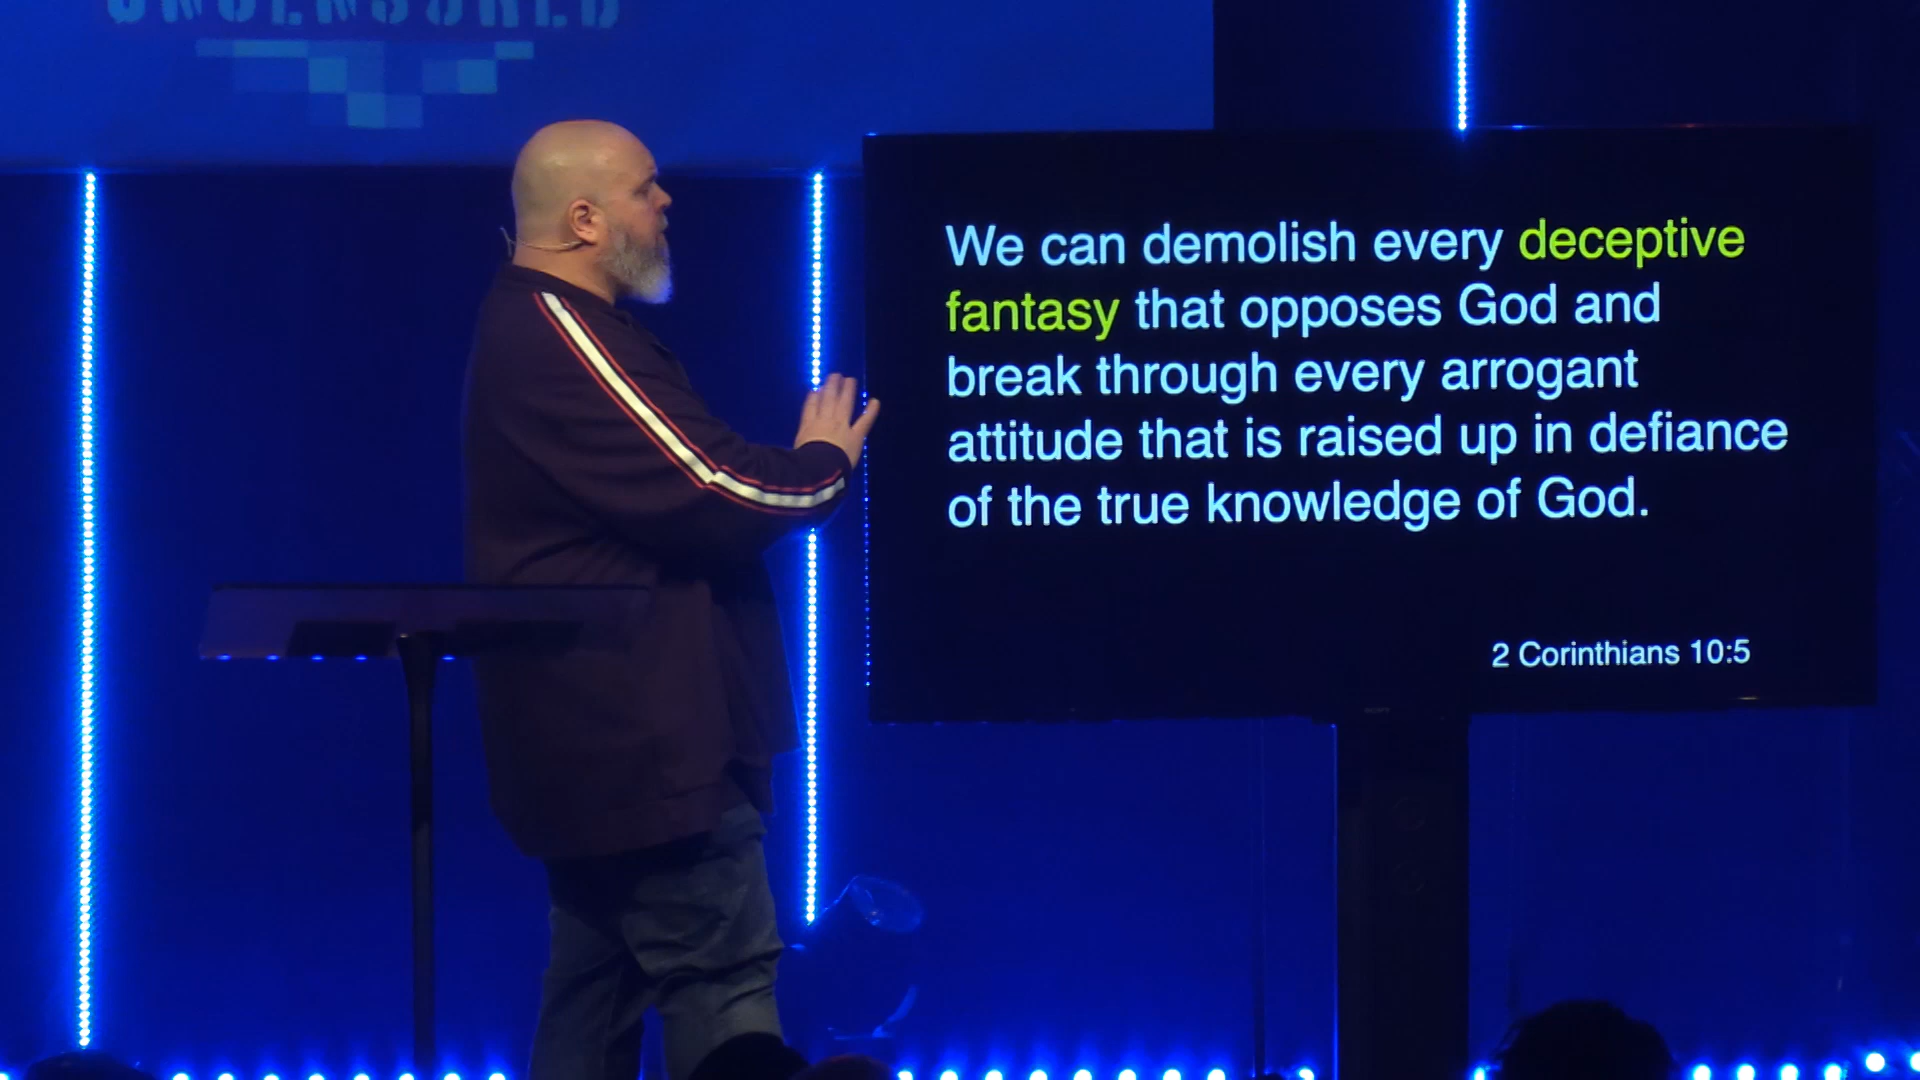 UNCENSORED
We can demolish every deceptive
fantasy that opposes God and
break through every arrogant
attitude that is raised up in defiance
of the true knowledge of God.
2 Corinthians 10:5